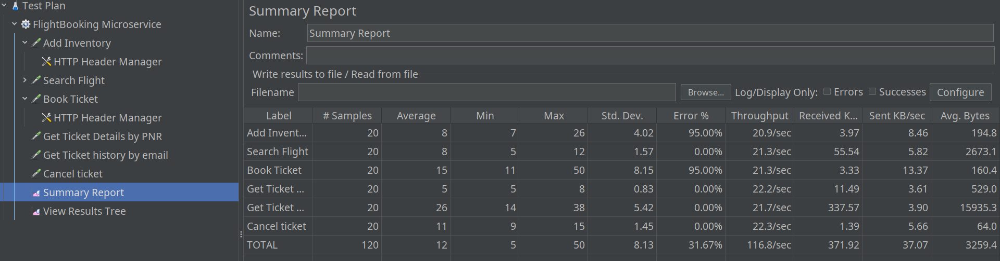 Test Plan
FlightBooking Microservice
Add Inventory
HTTP Header Manager
Search Flight
Book Ticket
HTTP Header Manager
Get Ticket Details by PNR
Get Ticket history by email
Cancel ticket
Summary Report
View Results Tree
Summary Report
Name: Summary Report
Comments:
Write results to file / Read from file
Filename Browse... Log/Display Only: Errors Successes Configure
Label # Samples Average Min Max Std. Dev. Error % Throughput Received K... Sent KB/sec Avg. Bytes
Add Invent... 20 8 7 26 4.02 95.00% 20.9/sec 3.97 8.46 194.8
Search Flight 20 8 5 12 1.57 0.00% 21.3/sec 55.54 5.82 2673.1
Book Ticket 20 15 11 50 8.15 95.00% 21.3/sec 3.33 13.37 160.4
Get Ticket ... 20 5 5 8 0.83 0.00% 22.2/sec 11.49 3.61 529.0
Get Ticket ... 20 26 14 38 5.42 0.00% 21.7/sec 337.57 3.90 15935.3
Cancel ticket 20 11 9 15 1.45 0.00% 22.3/sec 1.39 5.66 64.0
TOTAL 120 12 5 50 8.13 31.67% 116.8/sec 371.92 37.07 3259.4